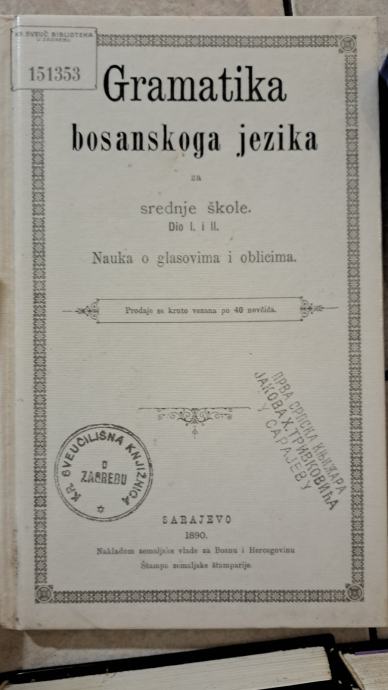 KR. SVEUČ. BIBLIOTEKA
U ZAGREBU
151353
Gramatika
bosanskoga jezika
za
srednje škole.
Dio I. i II.
Nauka o glasovima i oblicima.
Prodaje se kruto vezana po 40 novčića.
ПРВА СРПСКА КЊИЖАРА
ЈАКОВА Х. ТРИФКОВИЋА
У САРАЈЕВУ
KR. SVEUČILIŠNA KNJIŽNICA
U
ZAGREBU
SARAJEVO
1890.
Nakladom zemaljske vlade za Bosnu i Hercegovinu
Štampa zemaljske štamparije.